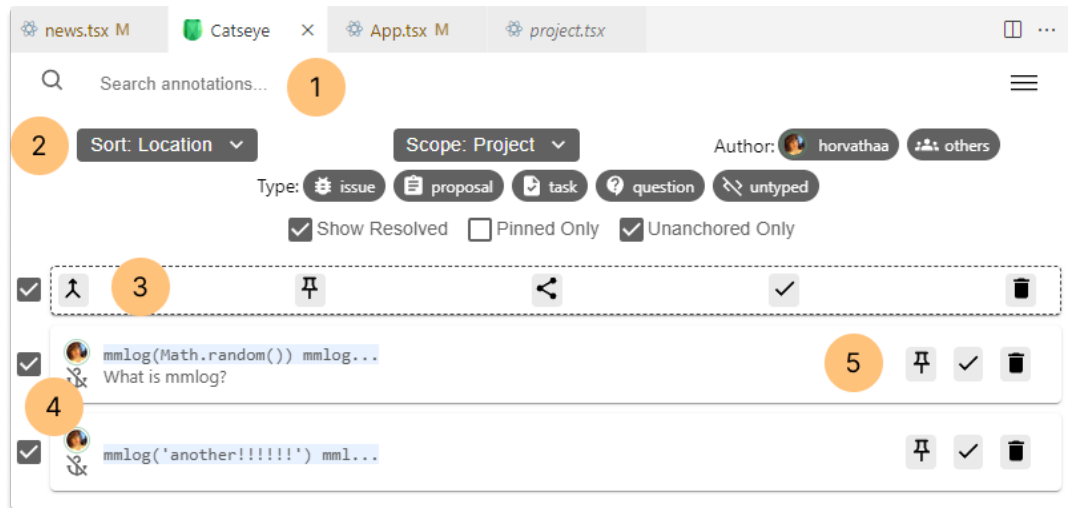 news.tsx M Catseye App.tsx M project.tsx
Search annotations... 1
2 Sort: Location Scope: Project Author: horvathaa others
Type: issue proposal task question untyped
Show Resolved Pinned Only Unanchored Only
3
mmlog(Math.random()) mmlog...
What is mmlog?
5
4
mmlog('another!!!!!!') mml...